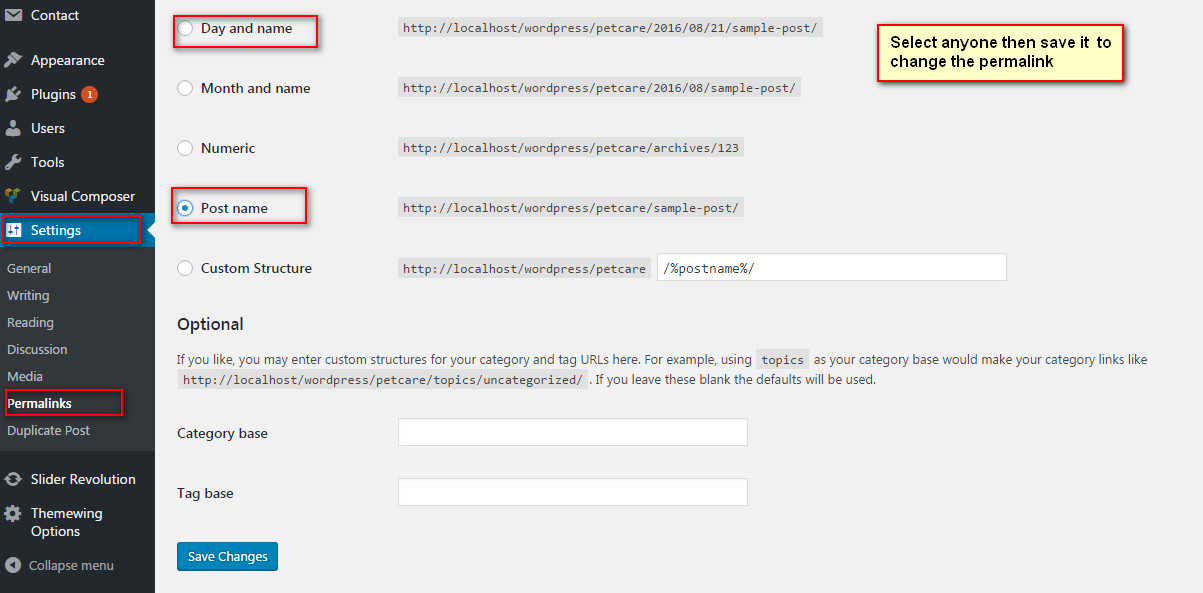 Contact
Appearance
Plugins 1
Users
Tools
Visual Composer
Settings
General
Writing
Reading
Discussion
Media
Permalinks
Duplicate Post
Slider Revolution
Themewing
Options
Collapse menu
Day and name http://localhost/wordpress/petcare/2016/08/21/sample-post/
Month and name http://localhost/wordpress/petcare/2016/08/sample-post/
Numeric http://localhost/wordpress/petcare/archives/123
Post name http://localhost/wordpress/petcare/sample-post/
Custom Structure http://localhost/wordpress/petcare /%postname%/
Optional
If you like, you may enter custom structures for your category and tag URLs here. For example, using topics as your category base would make your category links like
http://localhost/wordpress/petcare/topics/uncategorized/ . If you leave these blank the defaults will be used.
Category base
Tag base
Save Changes
Select anyone then save it to
change the permalink